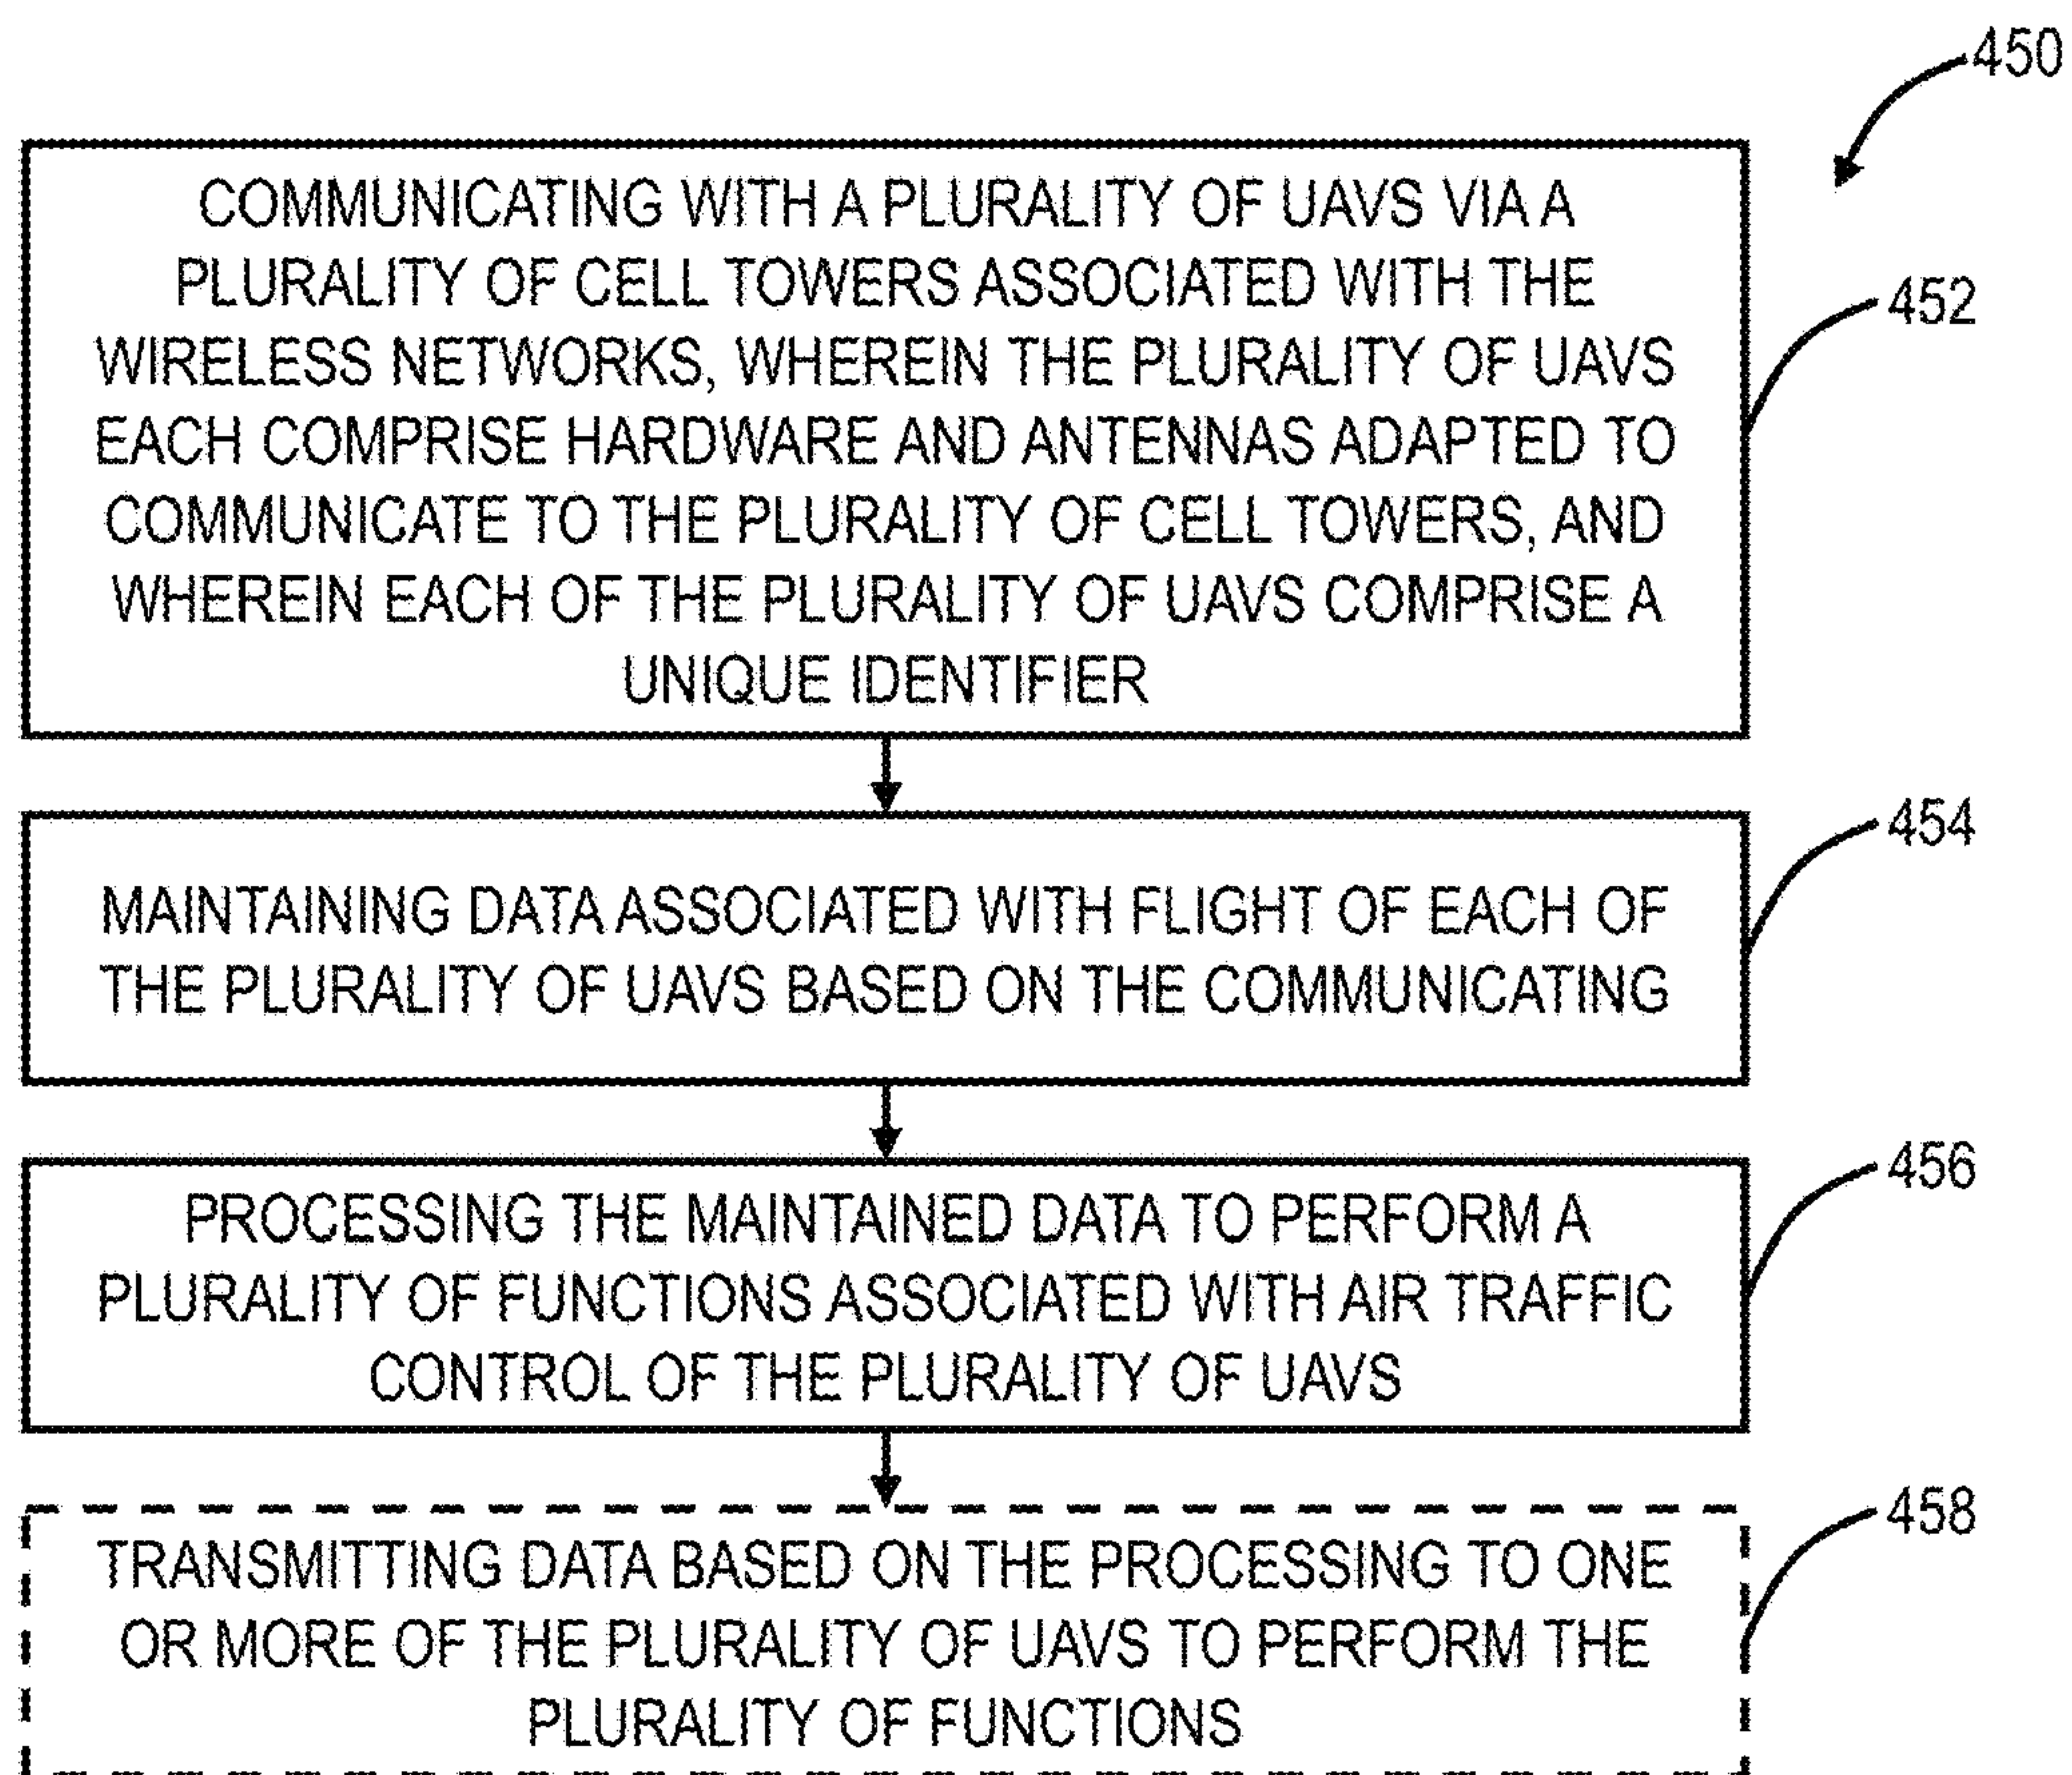 450
COMMUNICATING WITH A PLURALITY OF UAVS VIA A
PLURALITY OF CELL TOWERS ASSOCIATED WITH THE
WIRELESS NETWORKS, WHEREIN THE PLURALITY OF UAVS
EACH COMPRISE HARDWARE AND ANTENNAS ADAPTED TO
COMMUNICATE TO THE PLURALITY OF CELL TOWERS, AND
WHEREIN EACH OF THE PLURALITY OF UAVS COMPRISE A
UNIQUE IDENTIFIER
452
MAINTAINING DATA ASSOCIATED WITH FLIGHT OF EACH OF
THE PLURALITY OF UAVS BASED ON THE COMMUNICATING
454
PROCESSING THE MAINTAINED DATA TO PERFORM A
PLURALITY OF FUNCTIONS ASSOCIATED WITH AIR TRAFFIC
CONTROL OF THE PLURALITY OF UAVS
456
TRANSMITTING DATA BASED ON THE PROCESSING TO ONE
OR MORE OF THE PLURALITY OF UAVS TO PERFORM THE
PLURALITY OF FUNCTIONS
458